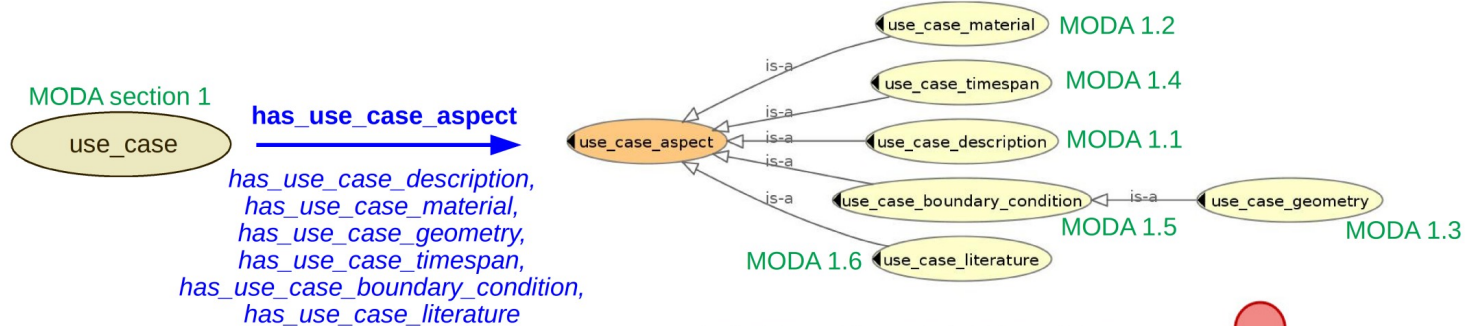 MODA section 1
use_case
has_use_case_aspect
has_use_case_description,
has_use_case_material,
has_use_case_geometry,
has_use_case_timespan,
has_use_case_boundary_condition,
has_use_case_literature
use_case_aspect
is-a
is-a
is-a
is-a
is-a
use_case_material
MODA 1.2
use_case_timespan
MODA 1.4
use_case_description
MODA 1.1
use_case_boundary_condition
MODA 1.5
is-a
use_case_geometry
MODA 1.3
MODA 1.6
use_case_literature